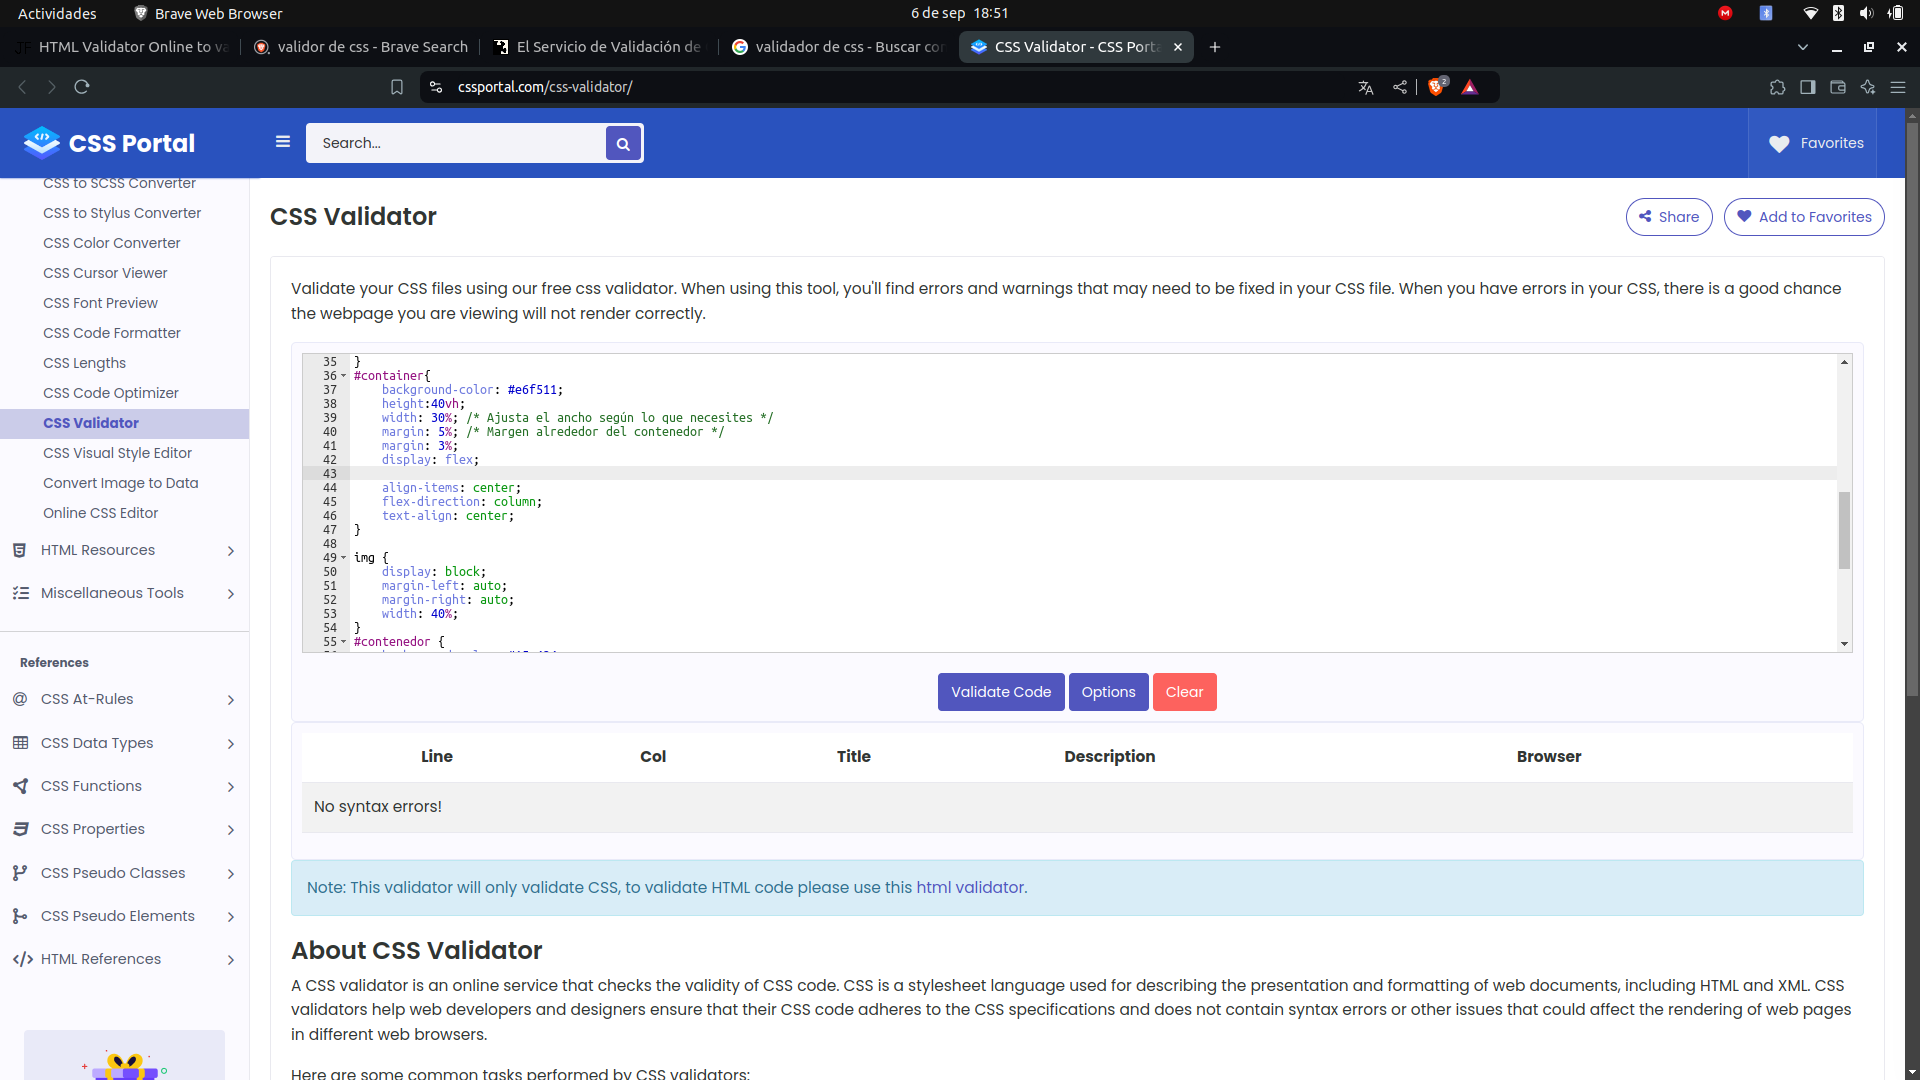 Actividades
Brave Web Browser
6 de sep 18:51
HTML Validator Online to va
validor de css - Brave Search
El Servicio de Validación de
validador de css - Buscar con
CSS Validator - CSS Porta
cssportal.com/css-validator/
2
CSS Portal
Search...
Favorites
CSS to SCSS Converter
CSS to Stylus Converter
CSS Color Converter
CSS Cursor Viewer
CSS Font Preview
CSS Code Formatter
CSS Lengths
CSS Code Optimizer
CSS Validator
CSS Visual Style Editor
Convert Image to Data
Online CSS Editor
HTML Resources
Miscellaneous Tools
References
CSS At-Rules
CSS Data Types
CSS Functions
CSS Properties
CSS Pseudo Classes
CSS Pseudo Elements
HTML References
CSS Validator
Share
Add to Favorites
Validate your CSS files using our free css validator. When using this tool, you'll find errors and warnings that may need to be fixed in your CSS file. When you have errors in your CSS, there is a good chance
the webpage you are viewing will not render correctly.
35 }
36 #container{
37 background-color: #e6f511;
38 height:40vh;
39 width: 30%; /* Ajusta el ancho según lo que necesites */
40 margin: 5%; /* Margen alrededor del contenedor */
41 margin: 3%;
42 display: flex;
43
44 align-items: center;
45 flex-direction: column;
46 text-align: center;
47 }
48
49 img {
50 display: block;
51 margin-left: auto;
52 margin-right: auto;
53 width: 40%;
54 }
55 #contenedor {
Validate Code
Options
Clear
Line Col Title Description Browser
No syntax errors!
Note: This validator will only validate CSS, to validate HTML code please use this html validator.
About CSS Validator
A CSS validator is an online service that checks the validity of CSS code. CSS is a stylesheet language used for describing the presentation and formatting of web documents, including HTML and XML. CSS
validators help web developers and designers ensure that their CSS code adheres to the CSS specifications and does not contain syntax errors or other issues that could affect the rendering of web pages
in different web browsers.
Here are some common tasks performed by CSS validators: